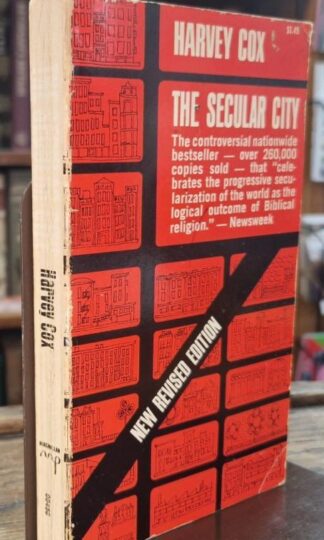 $1.45
HARVEY COX
THE SECULAR CITY
The controversial nationwide
bestseller — over 260,000
copies sold — that "cele-
brates the progressive secu-
larization of the world as the
logical outcome of Biblical
religion." — Newsweek
NEW REVISED EDITION
Harvey Cox
MACMILLAN